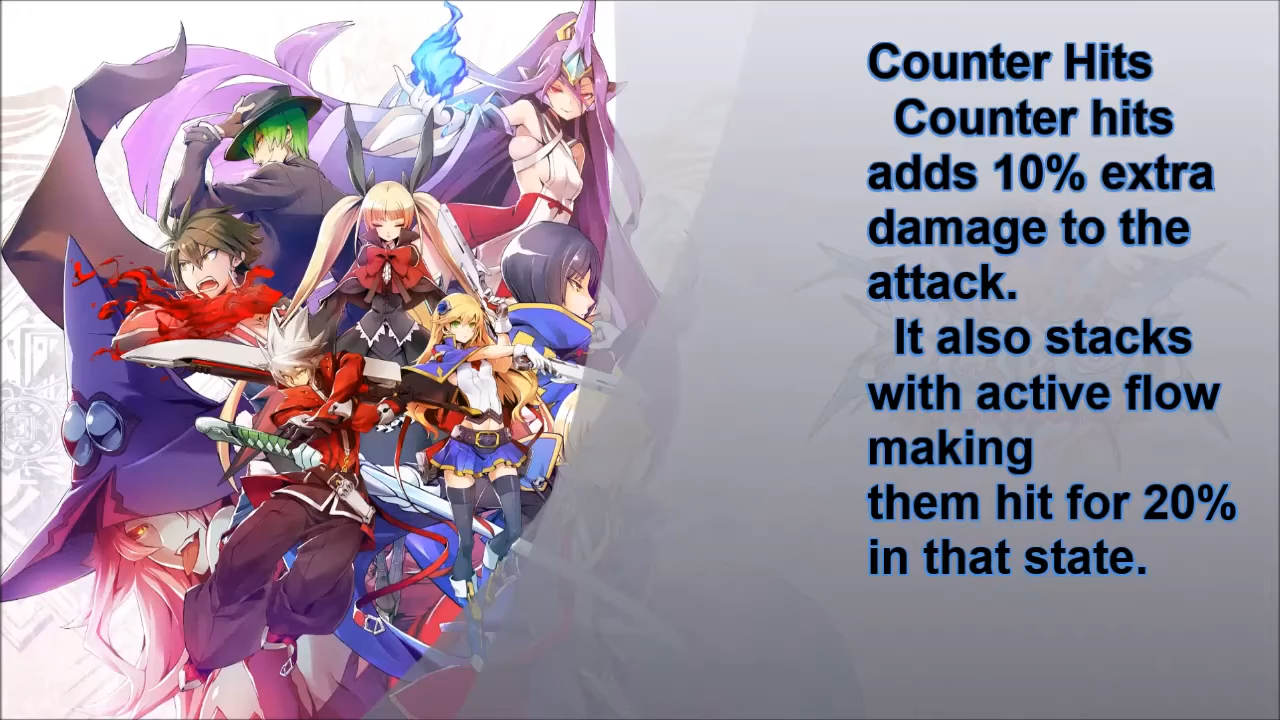 Counter Hits
Counter hits
adds 10% extra
damage to the
attack.
It also stacks
with active flow
making
them hit for 20%
in that state.